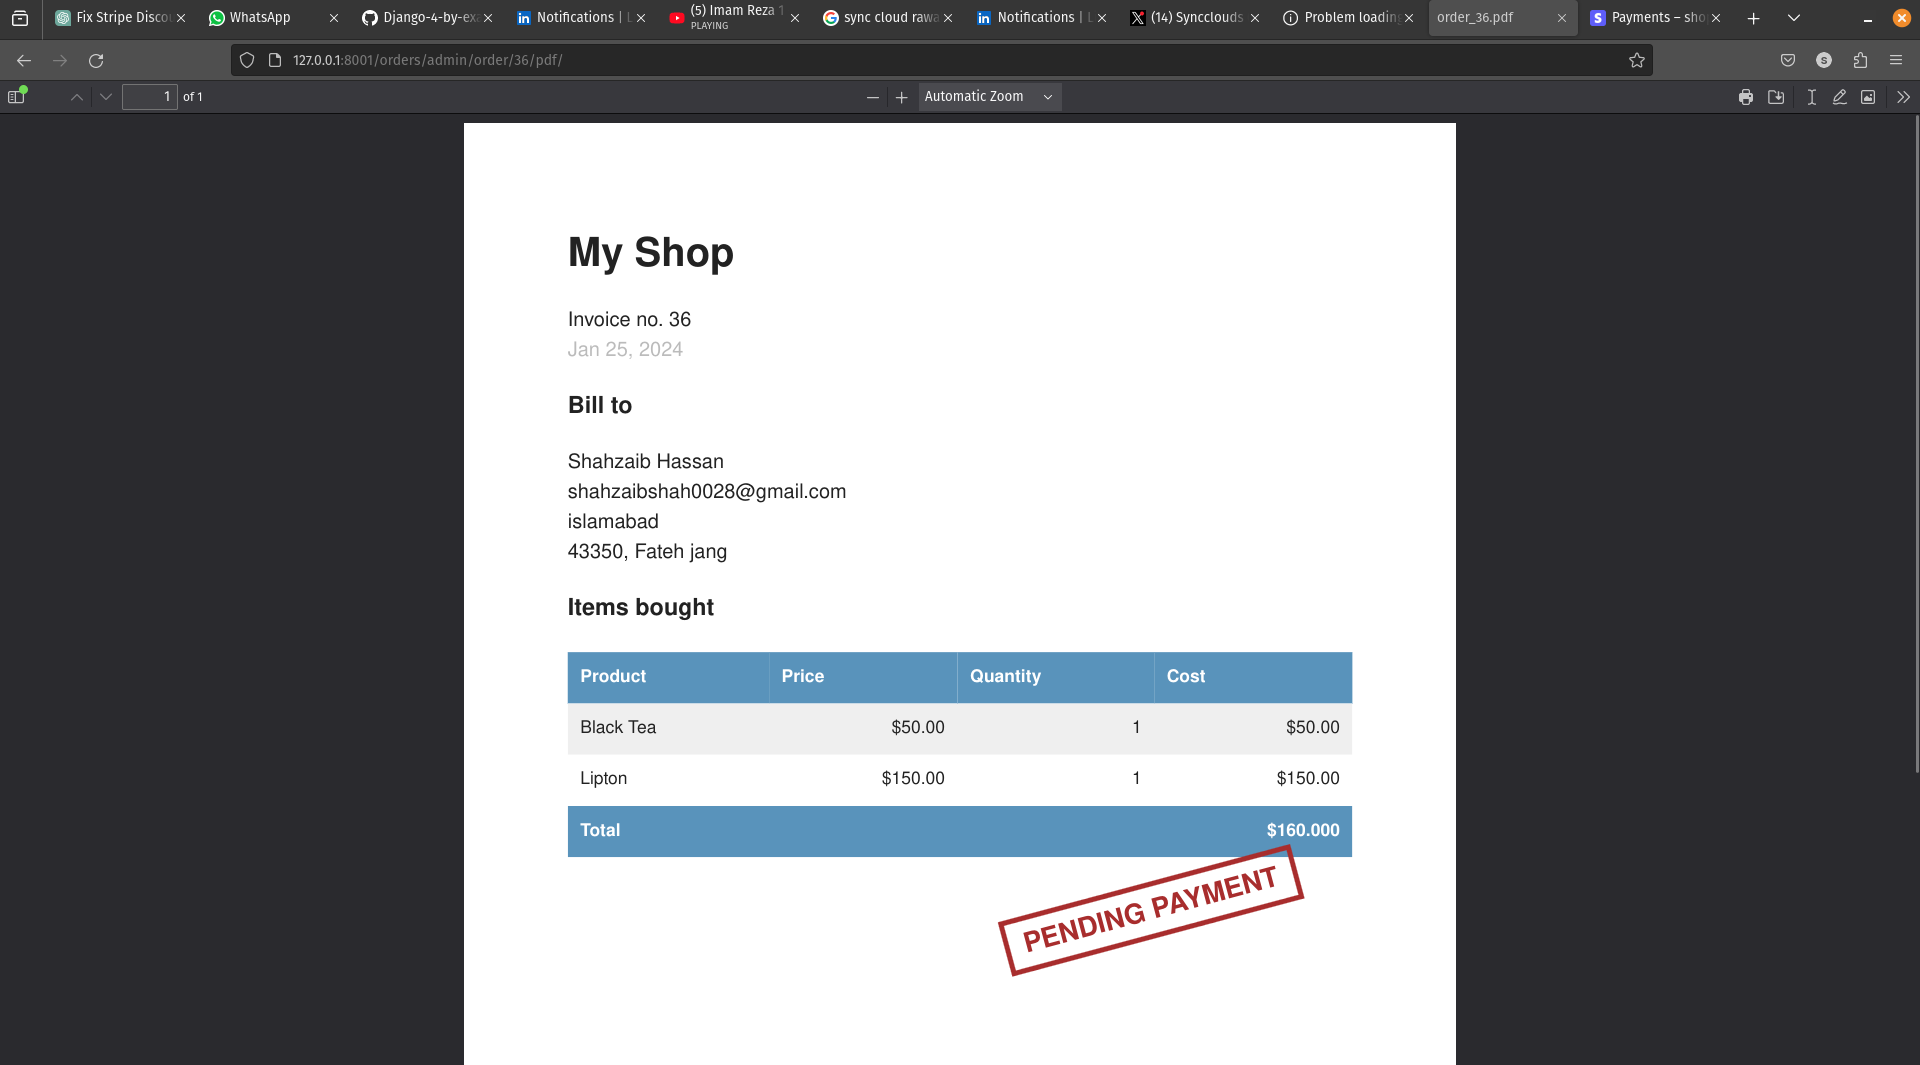 Fix Stripe Disco
WhatsApp
Django-4-by-exa
Notifications | L
(5) Imam Reza 1
PLAYING
sync cloud rawa
Notifications | L
(14) Syncclouds
Problem loading
order_36.pdf
Payments – sho
127.0.0.1:8001/orders/admin/order/36/pdf/
S
1 of 1
Automatic Zoom
My Shop
Invoice no. 36
Jan 25, 2024
Bill to
Shahzaib Hassan
shahzaibshah0028@gmail.com
islamabad
43350, Fateh jang
Items bought
Product Price Quantity Cost
Black Tea $50.00 1 $50.00
Lipton $150.00 1 $150.00
Total $160.000
PENDING PAYMENT